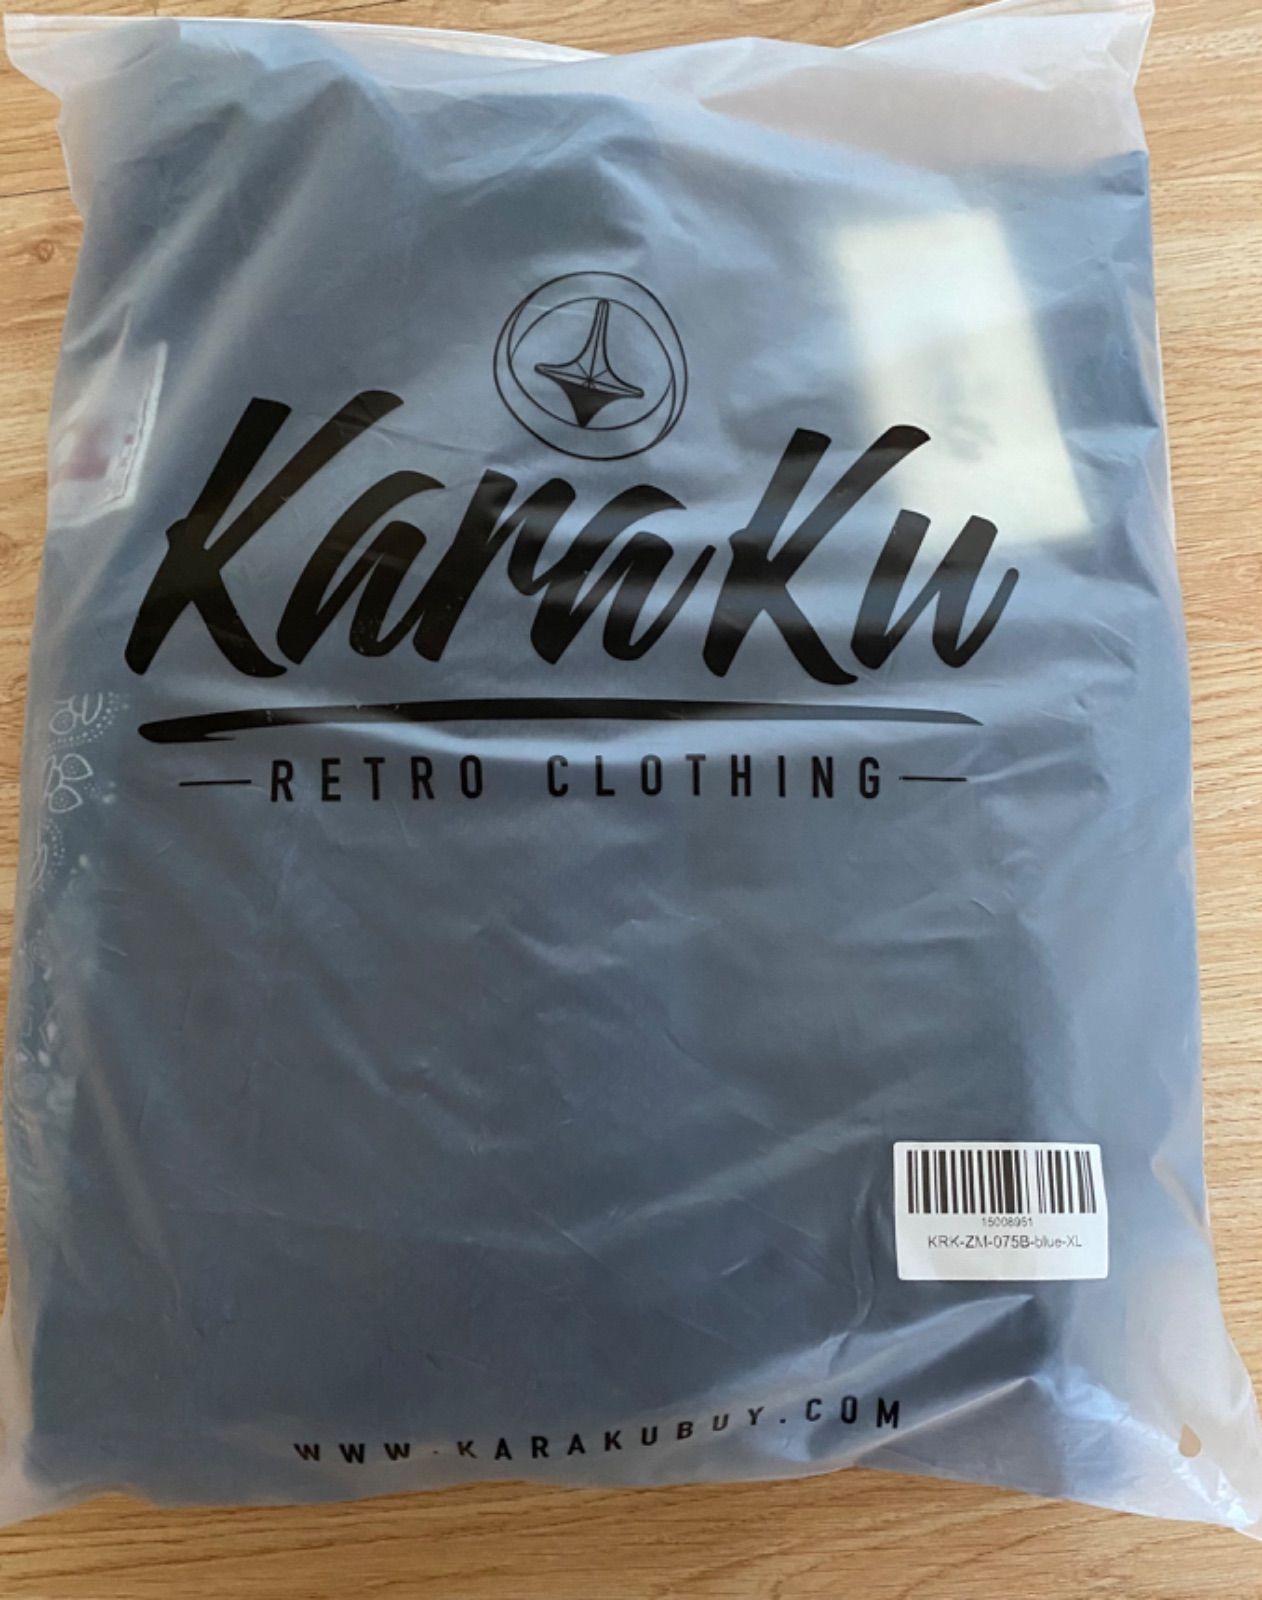 KaraKu
RETRO CLOTHING
15008951
KRK-ZM-075B-blue-XL
WWW.KARAKUBUY.COM